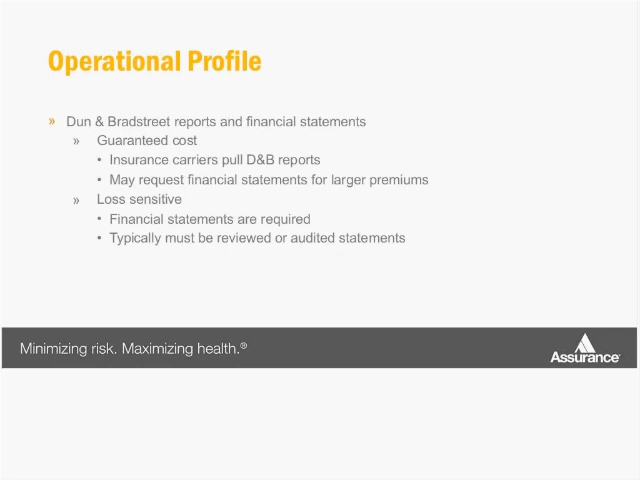 Operational Profile
» Dun & Bradstreet reports and financial statements
» Guaranteed cost
• Insurance carriers pull D&B reports
• May request financial statements for larger premiums
» Loss sensitive
• Financial statements are required
• Typically must be reviewed or audited statements
Minimizing risk. Maximizing health.®
Assurance